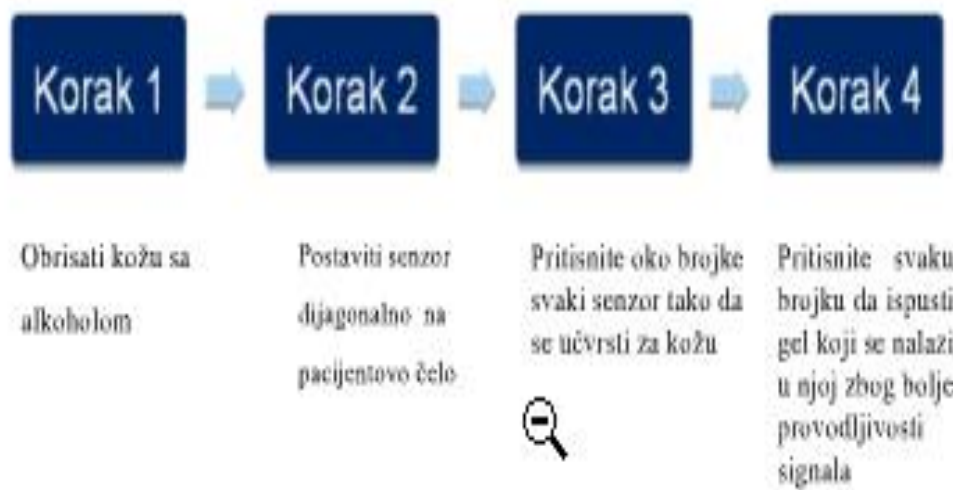 Korak 1
Korak 2
Korak 3
Korak 4
Obrisati kožu sa
alkoholom
Postaviti senzor
dijagonalno na
pacijentovo čelo
Pritisnite oko brojke
svaki senzor tako da
se učvrsti za kožu
Pritisnite svaku
brojku da ispusti
gel koji se nalazi
u njoj zbog bolje
provodljivosti
signala